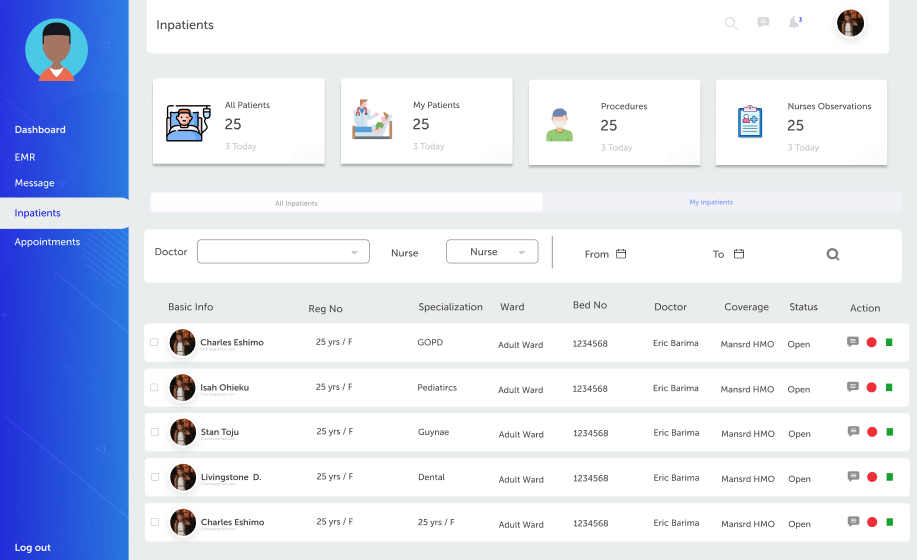 Inpatients
3
Dashboard
EMR
Message
Inpatients
Appointments
Log out
All Patients
25
3 Today
My Patients
25
3 Today
Procedures
25
3 Today
Nurses Observations
25
3 Today
All Inpatients
My Inpatients
Doctor
Nurse
Nurse
From
To
Basic Info
Reg No
Specialization
Ward
Bed No
Doctor
Coverage
Status
Action
Charles Eshimo 25 yrs / F GOPD Adult Ward 1234568 Eric Barima Mansrd HMO Open
Isah Ohieku 25 yrs / F Pediatircs Adult Ward 1234568 Eric Barima Mansrd HMO Open
Stan Toju 25 yrs / F Guynae Adult Ward 1234568 Eric Barima Mansrd HMO Open
Livingstone D. 25 yrs / F Dental Adult Ward 1234568 Eric Barima Mansrd HMO Open
Charles Eshimo 25 yrs / F 25 yrs / F Adult Ward 1234568 Eric Barima Mansrd HMO Open